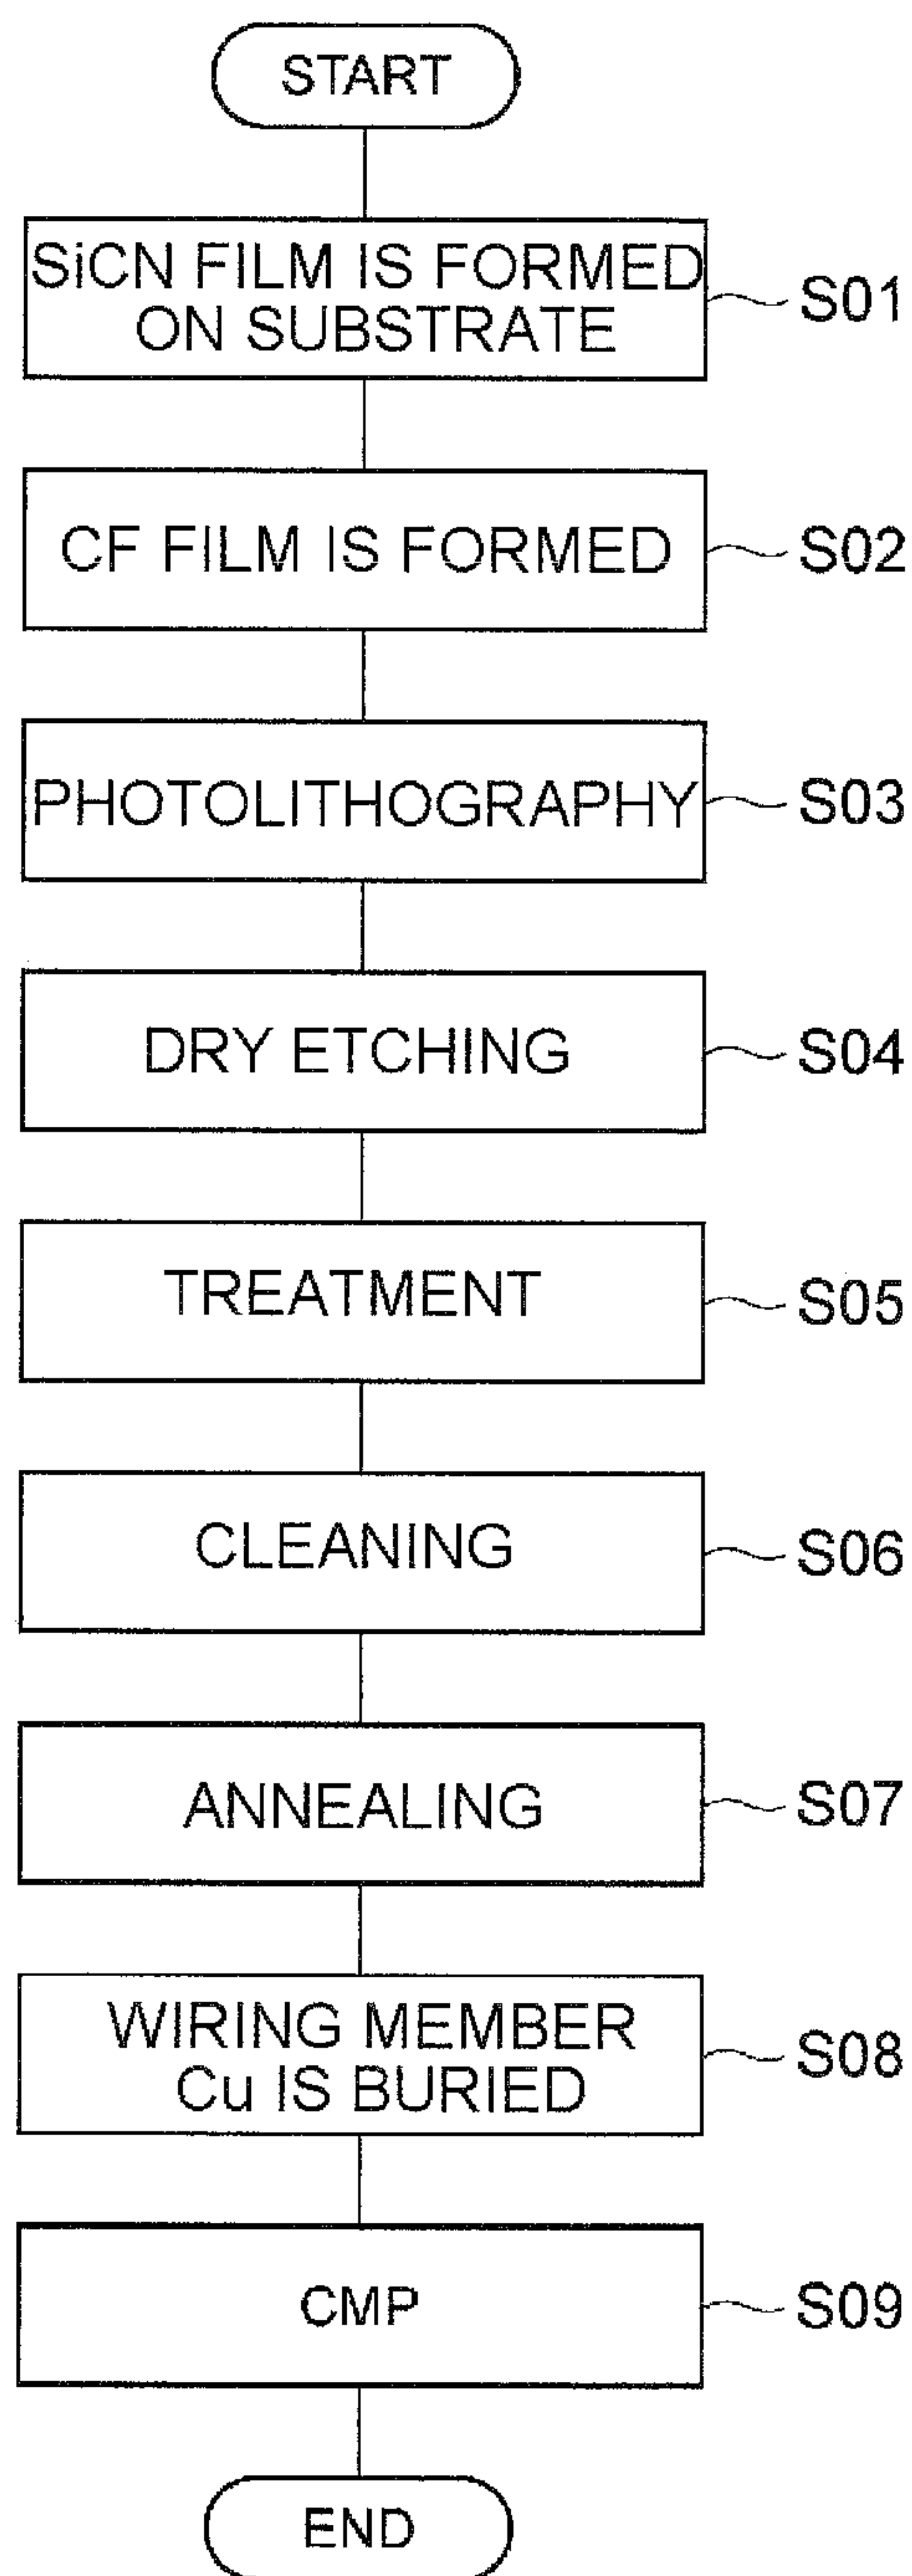 START
SiCN FILM IS FORMED
ON SUBSTRATE
S01
CF FILM IS FORMED
S02
PHOTOLITHOGRAPHY
S03
DRY ETCHING
S04
TREATMENT
S05
CLEANING
S06
ANNEALING
S07
WIRING MEMBER
Cu IS BURIED
S08
CMP
S09
END